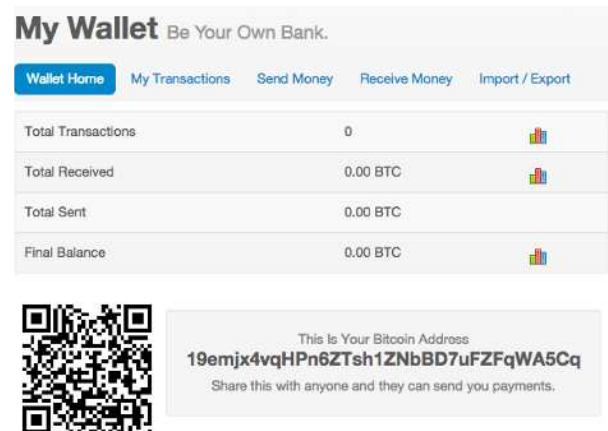 My Wallet Be Your Own Bank.
Wallet Home My Transactions Send Money Receive Money Import / Export
Total Transactions 0
Total Received 0.00 BTC
Total Sent 0.00 BTC
Final Balance 0.00 BTC
This Is Your Bitcoin Address
19emjx4vqHPn6ZTsh1ZNbBD7uFZFqWA5Cq
Share this with anyone and they can send you payments.